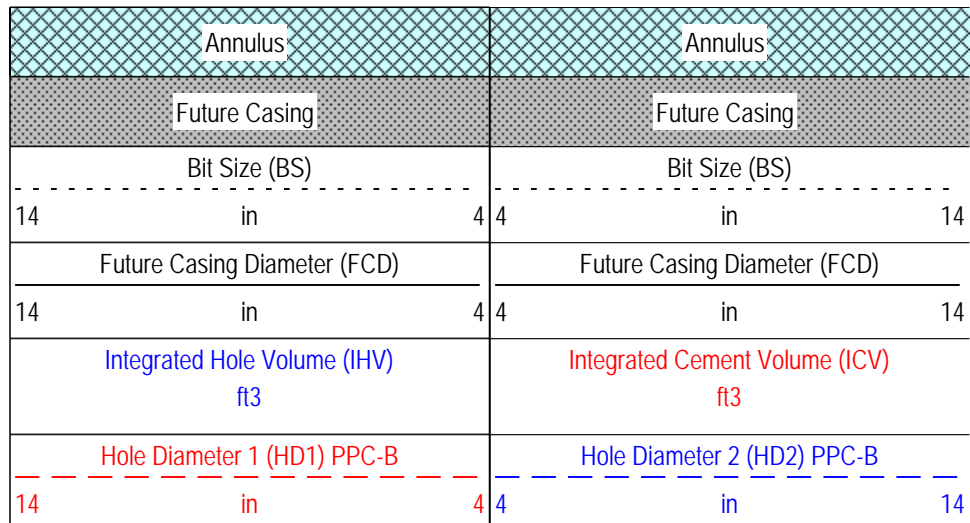 Annulus Annulus
Future Casing Future Casing
Bit Size (BS) Bit Size (BS)
14 in 4 4 in 14
Future Casing Diameter (FCD) Future Casing Diameter (FCD)
14 in 4 4 in 14
Integrated Hole Volume (IHV) Integrated Cement Volume (ICV)
ft3 ft3
Hole Diameter 1 (HD1) PPC-B Hole Diameter 2 (HD2) PPC-B
14 in 4 4 in 14